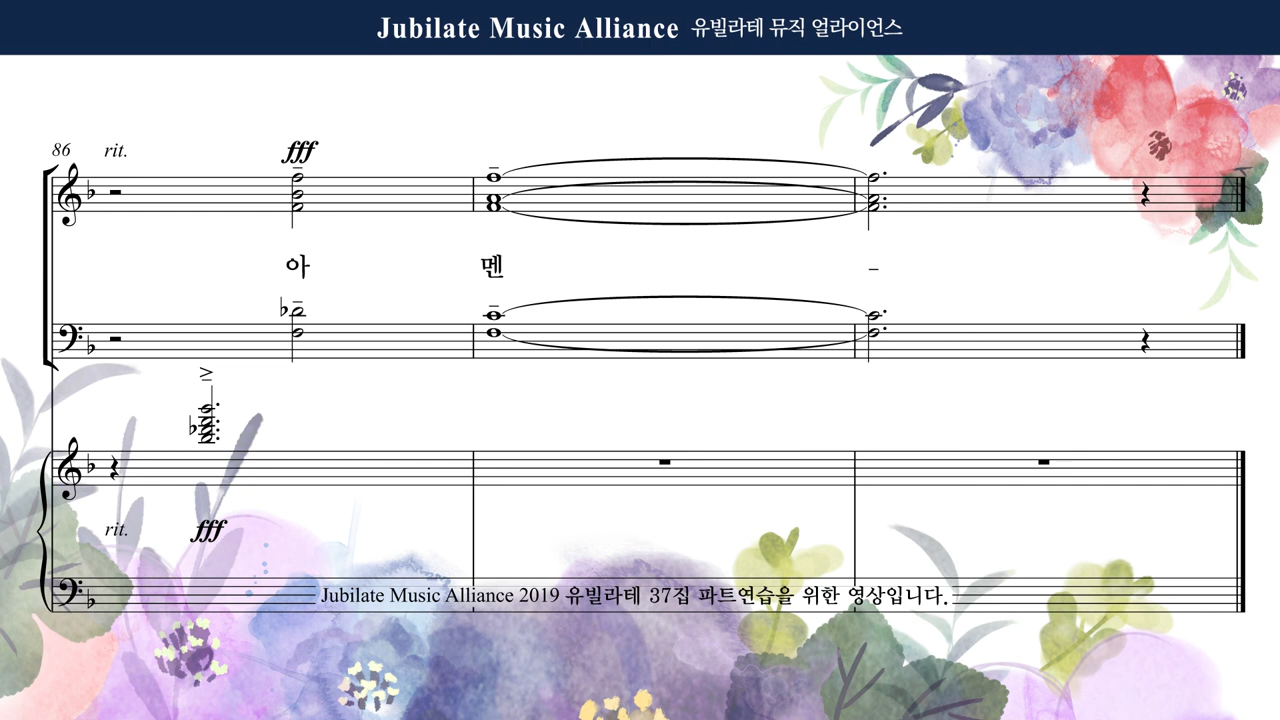 Jubilate Music Alliance 유빌라테 뮤직 얼라이언스
86 rit. fff
아 멘 -
rit. fff
Jubilate Music Alliance 2019 유빌라테 37집 파트연습을 위한 영상입니다.